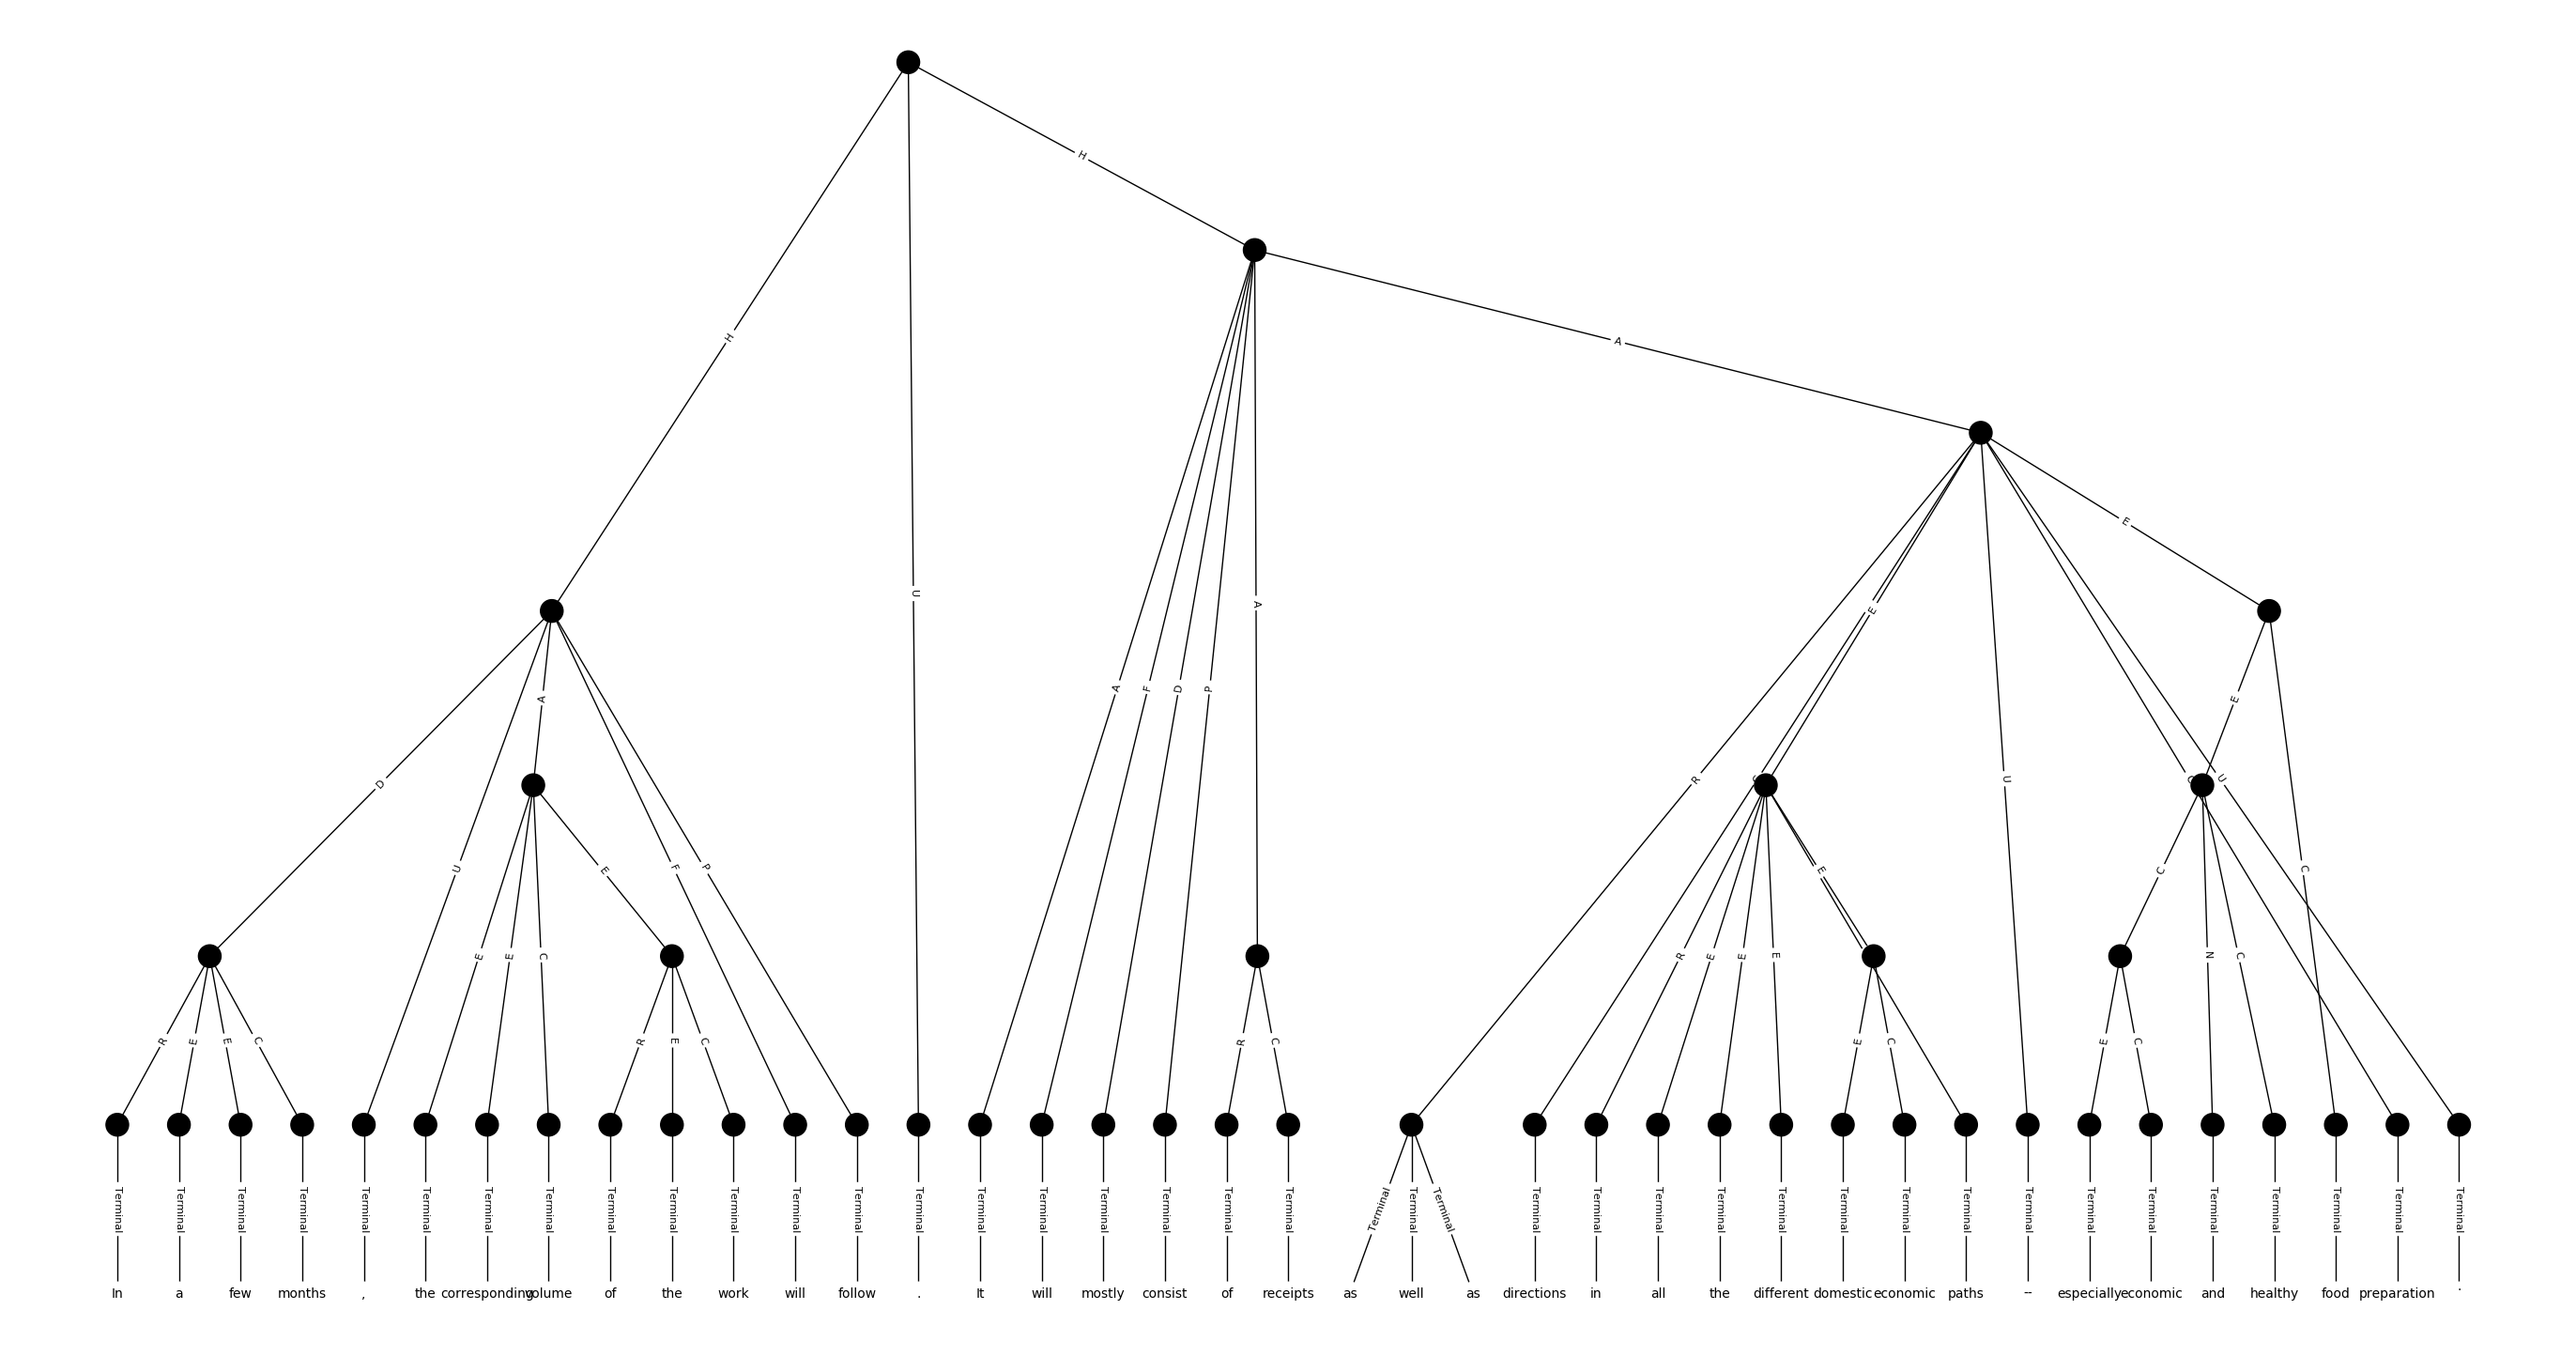 H
H
A
H
E
E
U
A
A
F
D
P
A
E
D
R
C
U
C
U
U
F
P
E
E
C
C
E
E
C
R
E
E
E
N
C
R
E
E
C
R
E
C
R
C
E
C
E
C
Terminal Terminal Terminal Terminal Terminal Terminal Terminal Terminal Terminal Terminal Terminal Terminal Terminal Terminal Terminal Terminal Terminal Terminal Terminal Terminal Terminal Terminal Terminal Terminal Terminal Terminal Terminal Terminal Terminal Terminal Terminal Terminal Terminal Terminal Terminal Terminal Terminal Terminal Terminal
In a few months , the corresponding volume of the work will follow . It will mostly consist of receipts as well as directions in all the different domestic economic paths -- especially economic and healthy food preparation .